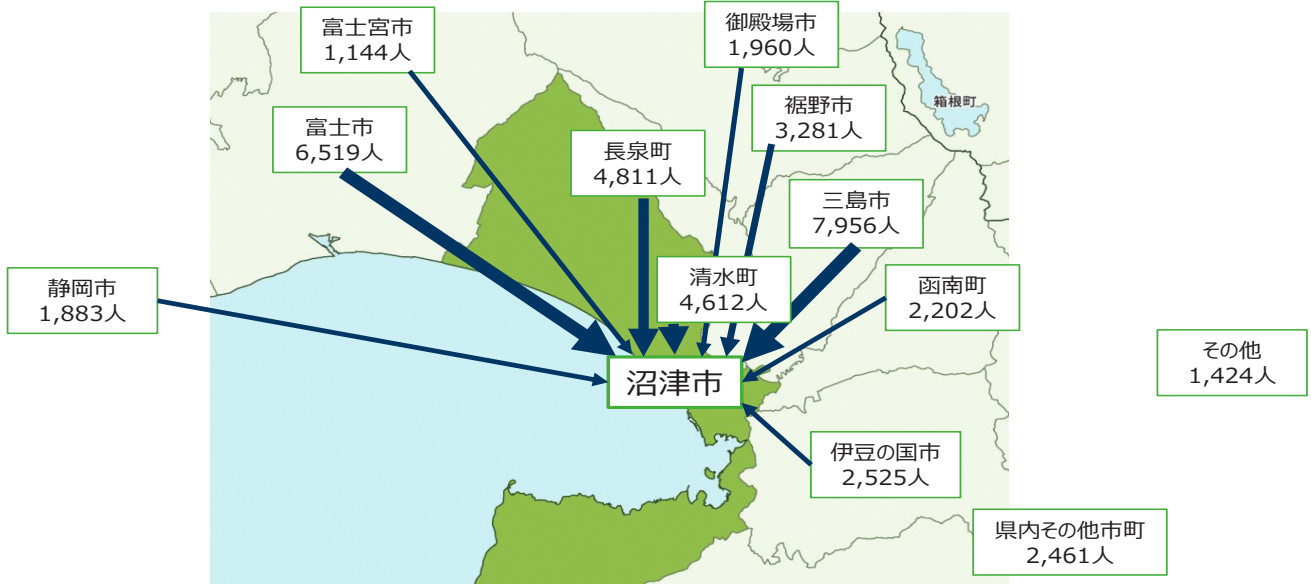 富士宮市
1,144人
御殿場市
1,960人
箱根町
裾野市
3,281人
富士市
6,519人
長泉町
4,811人
三島市
7,956人
清水町
4,612人
函南町
2,202人
静岡市
1,883人
その他
1,424人
沼津市
伊豆の国市
2,525人
県内その他市町
2,461人